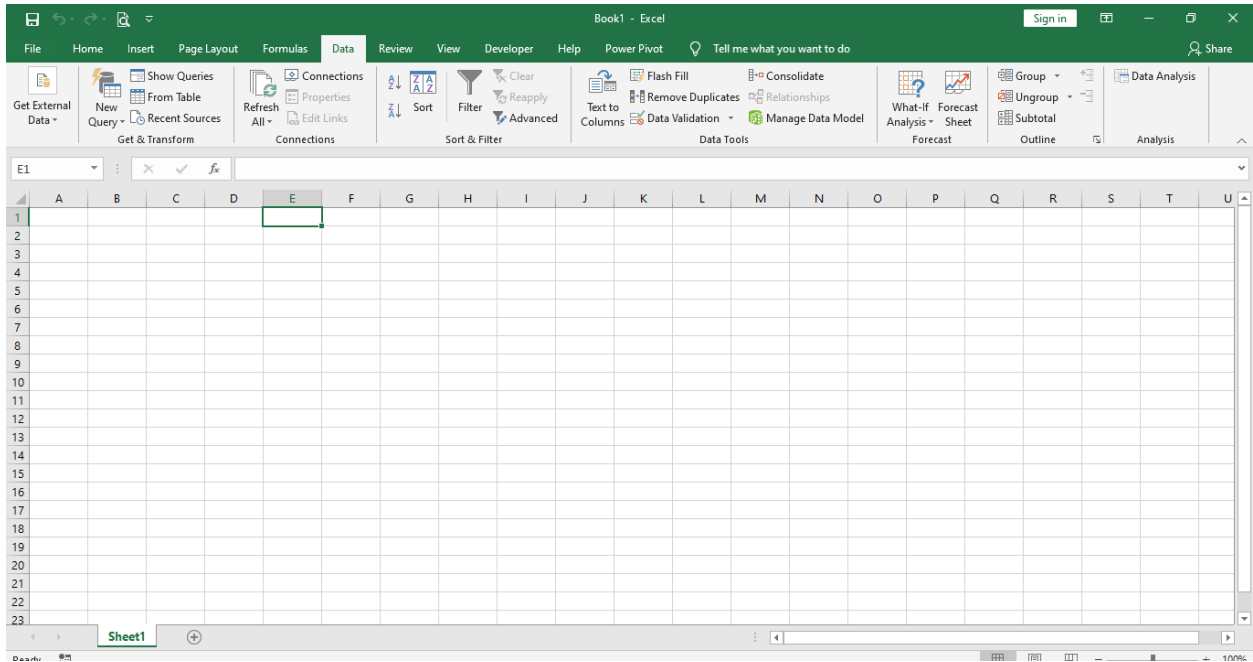 Book1 - Excel
Sign in
File Home Insert Page Layout Formulas Data Review View Developer Help Power Pivot Tell me what you want to do Share
Get External Data
New Query
Show Queries
From Table
Recent Sources
Get & Transform
Refresh All
Connections
Properties
Edit Links
Connections
Sort
Filter
Clear
Reapply
Advanced
Sort & Filter
Text to Columns
Flash Fill
Remove Duplicates
Data Validation
Consolidate
Relationships
Manage Data Model
Data Tools
What-If Analysis
Forecast Sheet
Forecast
Group
Ungroup
Subtotal
Outline
Data Analysis
Analysis
E1
fx
A B C D E F G H I J K L M N O P Q R S T U
1
2
3
4
5
6
7
8
9
10
11
12
13
14
15
16
17
18
19
20
21
22
23
Sheet1
Ready
100%